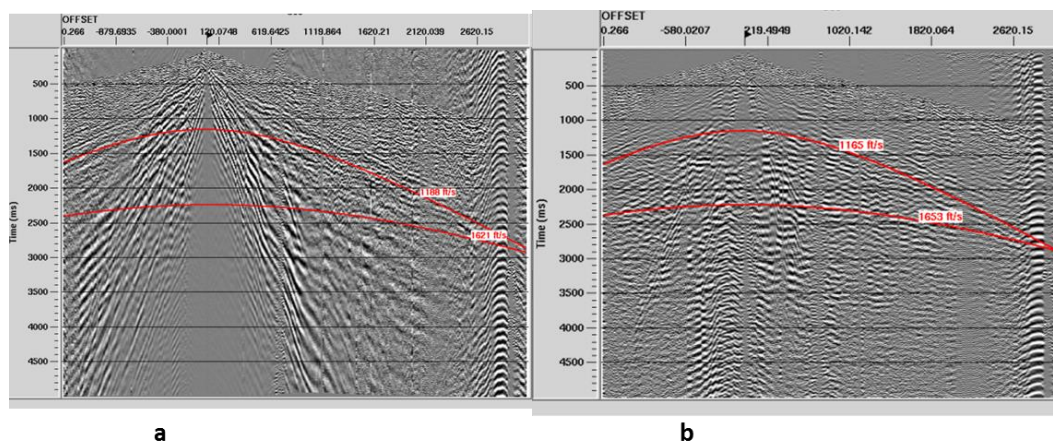 OFFSET
0.266 -879.6935 -380.0001 120.0748 619.6425 1119.864 1620.21 2120.039 2620.15
500
1000
1500
2000
2500
3000
3500
4000
4500
Time (ms)
1188 ft/s
1621 ft/s
a
OFFSET
0.266 -580.0207 219.4949 1020.142 1820.064 2620.15
500
1000
1500
2000
2500
3000
3500
4000
4500
Time (ms)
1165 ft/s
1653 ft/s
b